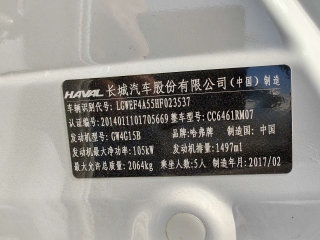 HAVAL 长城汽车股份有限公司(中国)制造
车辆识别代号: LGWEF4A55HF023537
认证编号: 2014011101705669 整车型号: CC6461RM07
发动机型号: GW4G15B 品牌: 哈弗牌 制造国: 中国
发动机最大净功率: 105kW 发动机排量: 1497ml
最大允许总质量: 2064kg 乘坐人数: 5人 制造年月: 2017/02